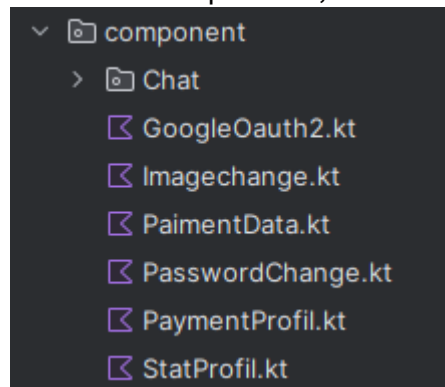 component
Chat
GoogleOauth2.kt
Imagechange.kt
PaimentData.kt
PasswordChange.kt
PaymentProfil.kt
StatProfil.kt